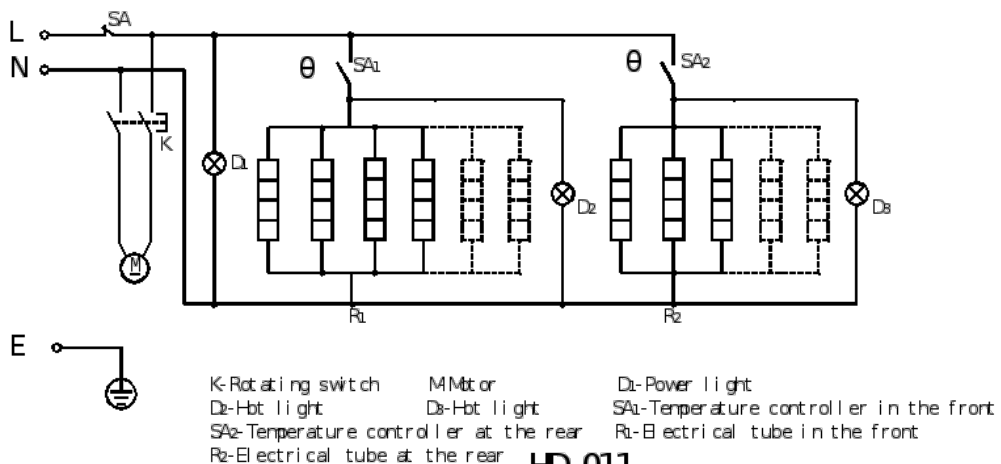 L
SA
N
θ
SA1
θ
SA2
K
D1
D2
D3
M
R1
R2
E
K-Rotating switch M-Motor D1-Power light
D2-Hot light D3-Hot light SA1-Temperature controller in the front
SA2-Temperature controller at the rear R1-Electrical tube in the front
R2-Electrical tube at the rear HD-011